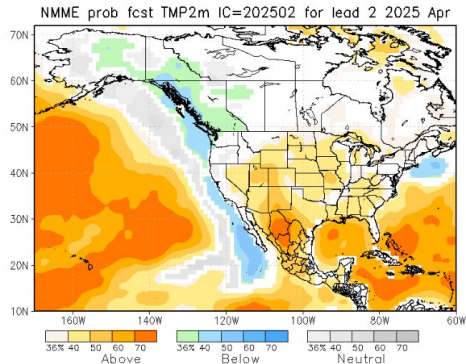 NMME prob fcst TMP2m IC=202502 for lead 2 2025 Apr
70N
60N
50N
40N
30N
20N
10N
160W 140W 120W 100W 80W 60W
36% 40 50 60 70 36% 40 50 60 70 36% 40 50 60 70
Above Below Neutral